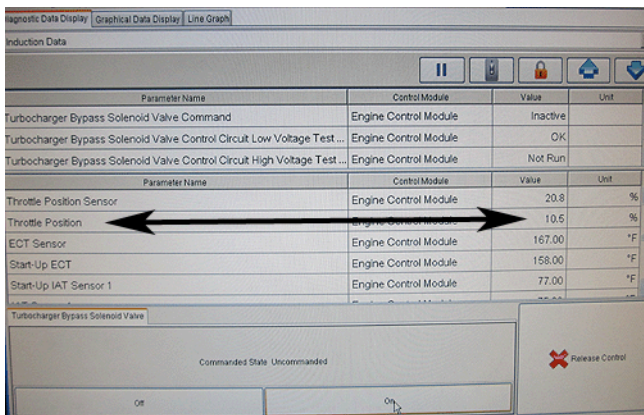 Diagnostic Data Display Graphical Data Display Line Graph
Induction Data
Parameter Name Control Module Value Unit
Turbocharger Bypass Solenoid Valve Command Engine Control Module Inactive
Turbocharger Bypass Solenoid Valve Control Circuit Low Voltage Test ... Engine Control Module OK
Turbocharger Bypass Solenoid Valve Control Circuit High Voltage Test ... Engine Control Module Not Run
Parameter Name Control Module Value Unit
Throttle Position Sensor Engine Control Module 20.8 %
Throttle Position Engine Control Module 10.5 %
ECT Sensor Engine Control Module 167.00 °F
Start-Up ECT Engine Control Module 158.00 °F
Start-Up IAT Sensor 1 Engine Control Module 77.00 °F
Turbocharger Bypass Solenoid Valve
Commanded State Uncommanded
Release Control
Off On